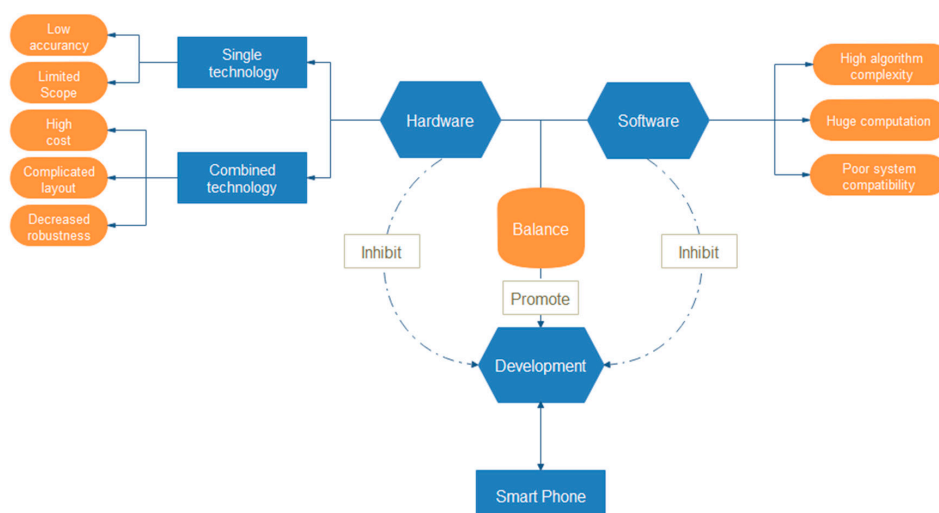 Low
accurancy
Limited
Scope
High
cost
Complicated
layout
Decreased
robustness
Single
technology
Combined
technology
Hardware
Software
High algorithm
complexity
Huge computation
Poor system
compatibility
Balance
Inhibit
Inhibit
Promote
Development
Smart Phone